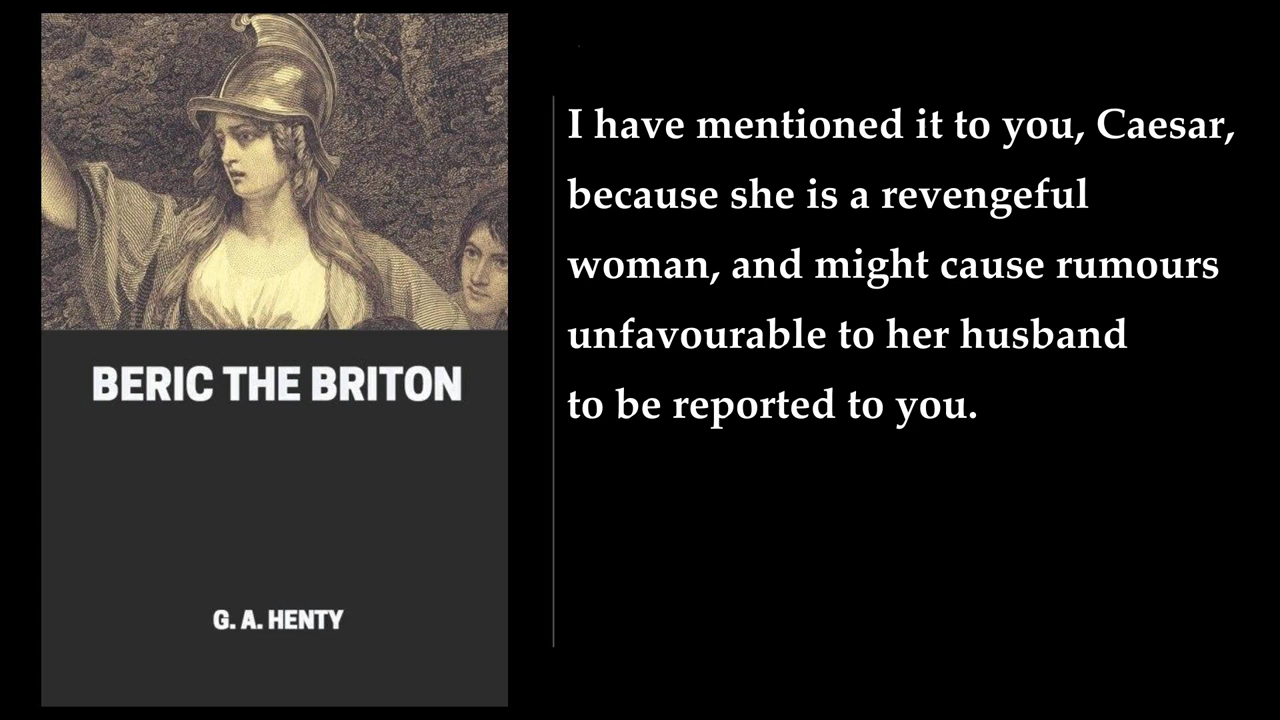 BERIC THE BRITON
G. A. HENTY
I have mentioned it to you, Caesar,
because she is a revengeful
woman, and might cause rumours
unfavourable to her husband
to be reported to you.